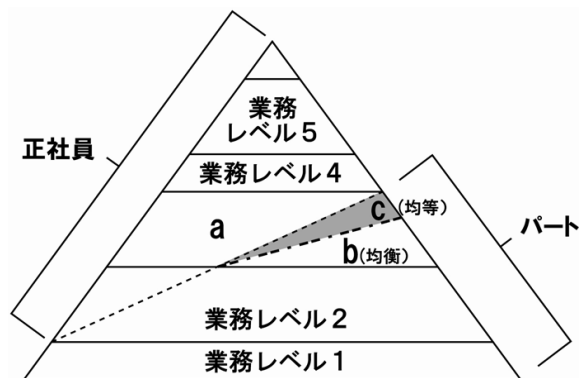 業務
レベル5
正社員
業務レベル4
c(均等)
a
パート
b(均衡)
業務レベル2
業務レベル1